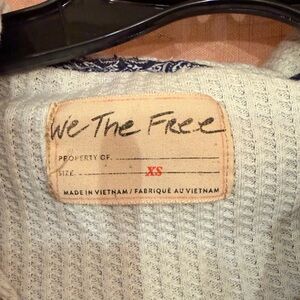 We The Free
PROPERTY OF
SIZE XS
MADE IN VIETNAM / FABRIQUÉ AU VIETNAM